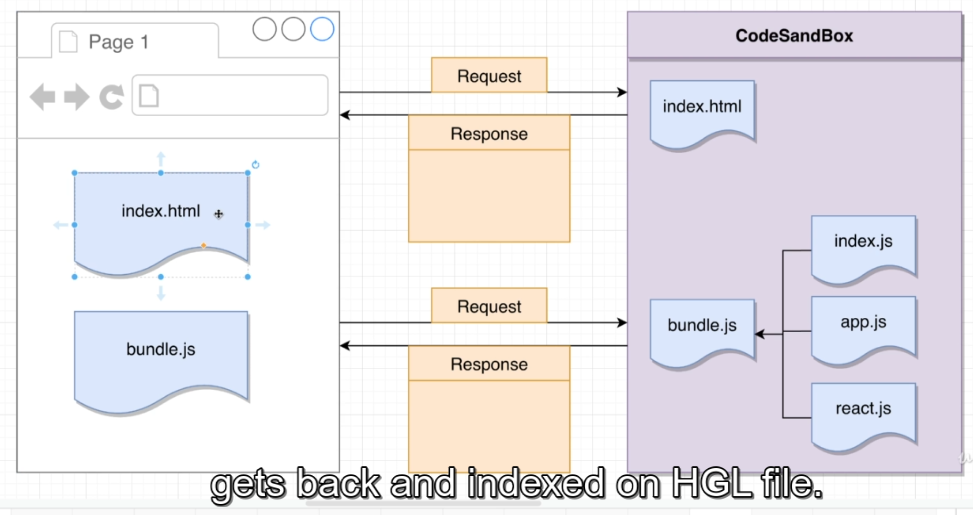 Page 1
CodeSandBox
Request
index.html
Response
index.html
index.js
Request
app.js
bundle.js
bundle.js
Response
react.js
gets back and indexed on HGL file.